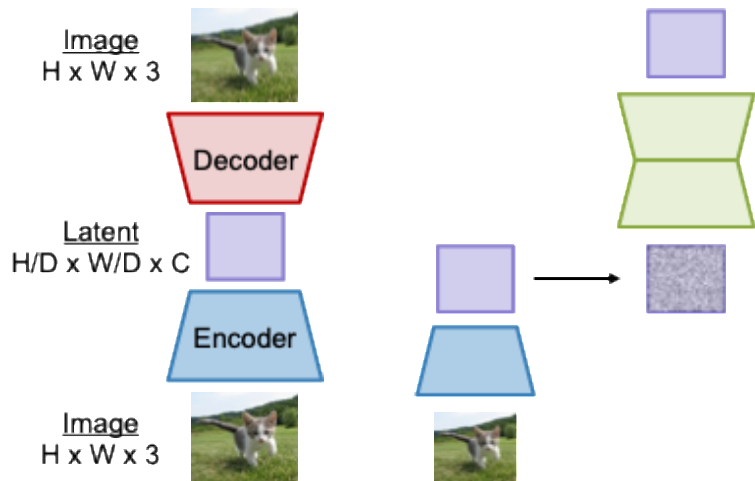 Image
H x W x 3
Decoder
Latent
H/D x W/D x C
Encoder
Image
H x W x 3